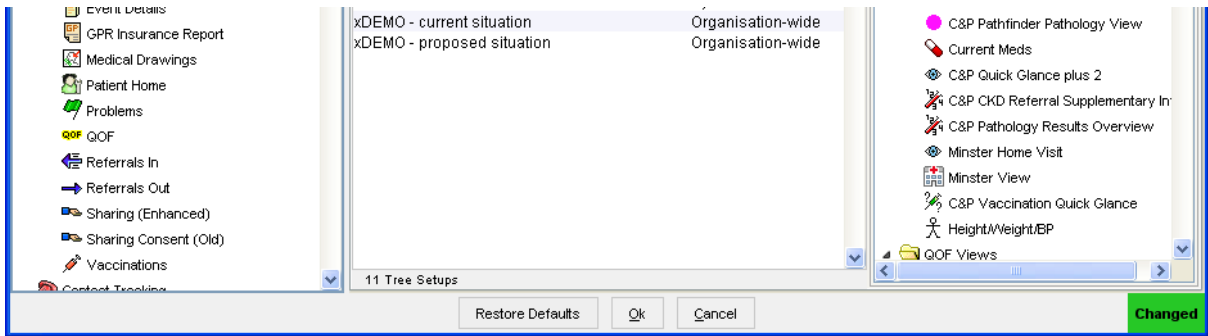 Event Details
GPR Insurance Report
Medical Drawings
Patient Home
Problems
QOF QOF
Referrals In
Referrals Out
Sharing (Enhanced)
Sharing Consent (Old)
Vaccinations
Contact Tracking
xDEMO - current situation Organisation-wide
xDEMO - proposed situation Organisation-wide
11 Tree Setups
C&P Pathfinder Pathology View
Current Meds
C&P Quick Glance plus 2
C&P CKD Referral Supplementary In
C&P Pathology Results Overview
Minster Home Visit
Minster View
C&P Vaccination Quick Glance
Height/Weight/BP
QOF Views
Restore Defaults Ok Cancel Changed